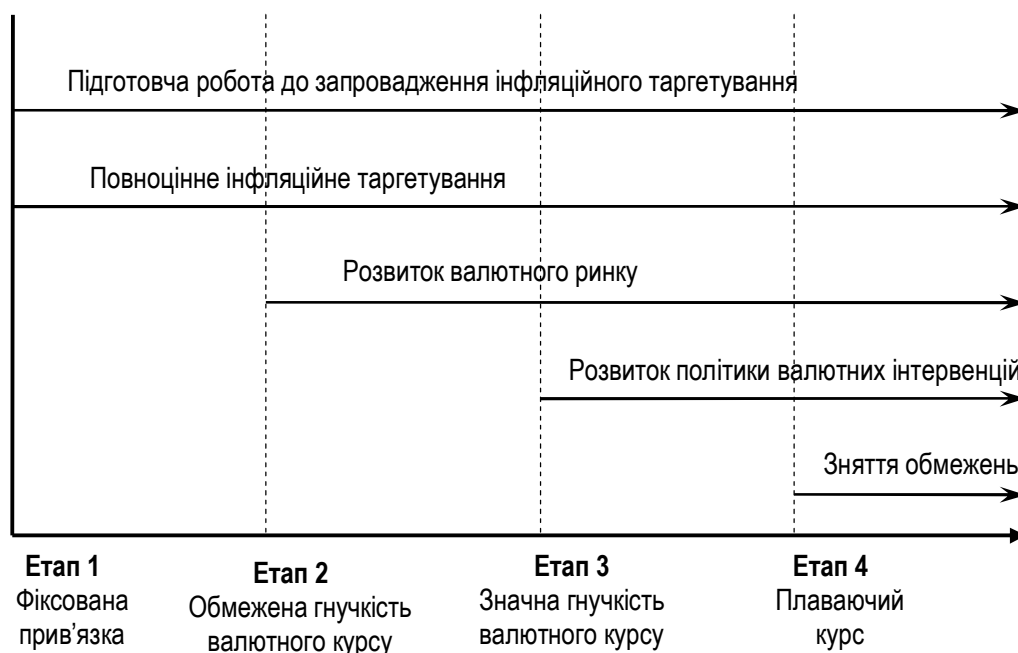 Підготовча робота до запровадження інфляційного таргетування
Повноцінне інфляційне таргетування
Розвиток валютного ринку
Розвиток політики валютних інтервенцій
Зняття обмежень
Етап 1
Фіксована
прив’язка
Етап 2
Обмежена гнучкість
валютного курсу
Етап 3
Значна гнучкість
валютного курсу
Етап 4
Плаваючий
курс